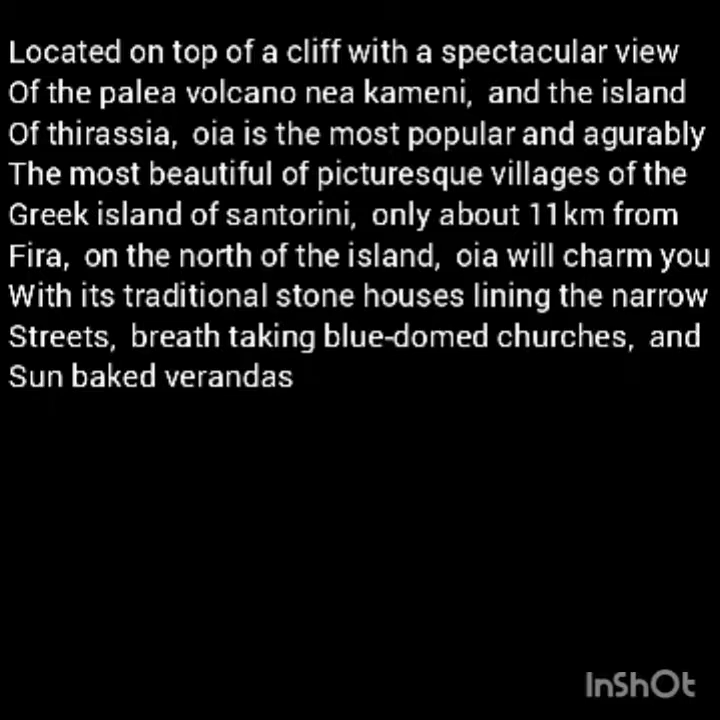 Located on top of a cliff with a spectacular view
Of the palea volcano nea kameni, and the island
Of thirassia, oia is the most popular and agurably
The most beautiful of picturesque villages of the
Greek island of santorini, only about 11km from
Fira, on the north of the island, oia will charm you
With its traditional stone houses lining the narrow
Streets, breath taking blue-domed churches, and
Sun baked verandas
InShOt